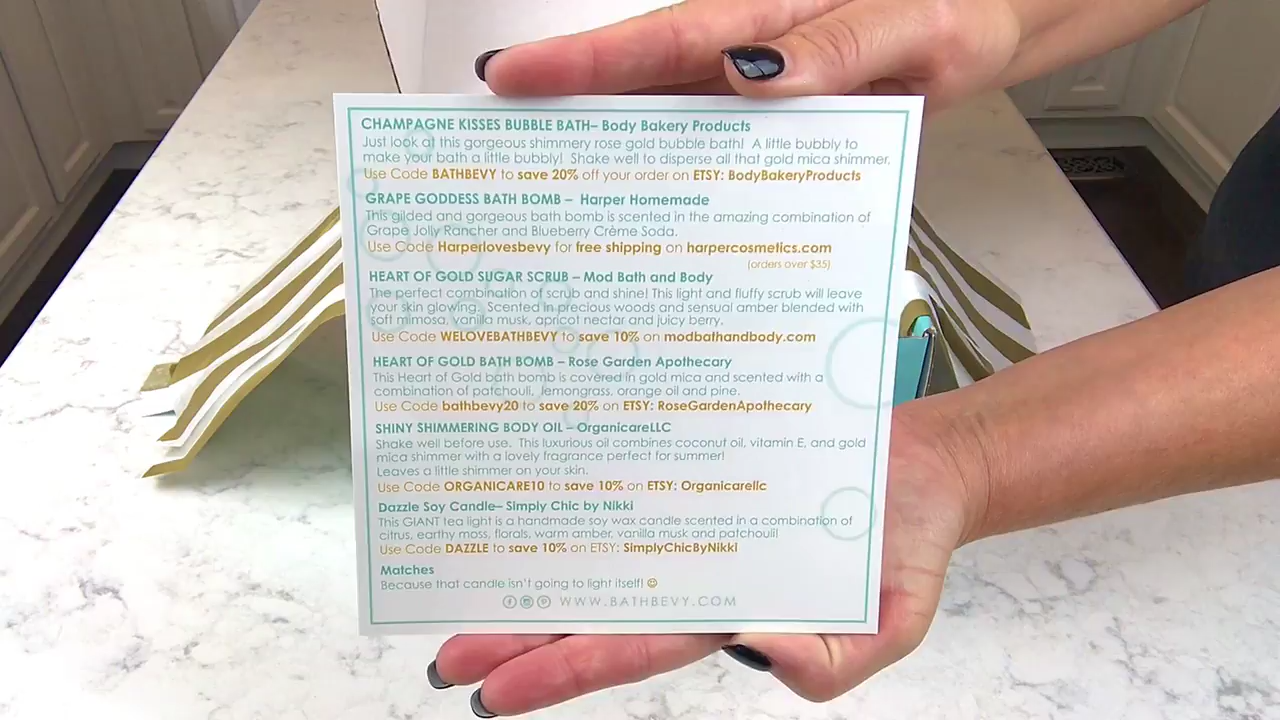 CHAMPAGNE KISSES BUBBLE BATH– Body Bakery Products
Just look at this gorgeous shimmery rose gold bubble bath! A little bubbly to
make your bath a little bubbly! Shake well to disperse all that gold mica shimmer.
Use Code BATHBEVY to save 20% off your order on ETSY: BodyBakeryProducts
GRAPE GODDESS BATH BOMB – Harper Homemade
This gilded and gorgeous bath bomb is scented in the amazing combination of
Grape Jolly Rancher and Blueberry Crème Soda.
Use Code Harperlovesbevy for free shipping on harpercosmetics.com
(orders over $35)
HEART OF GOLD SUGAR SCRUB – Mod Bath and Body
The perfect combination of scrub and shine! This light and fluffy scrub will leave
your skin glowing. Scented in precious woods and sensual amber blended with
soft mimosa, vanilla musk, apricot nectar and juicy berry.
Use Code WELOVEBATHBEVY to save 10% on modbathandbody.com
HEART OF GOLD BATH BOMB – Rose Garden Apothecary
This Heart of Gold bath bomb is covered in gold mica and scented with a
combination of patchouli, lemongrass, orange oil and pine.
Use Code bathbevy20 to save 20% on ETSY: RoseGardenApothecary
SHINY SHIMMERING BODY OIL – OrganicareLLC
Shake well before use. This luxurious oil combines coconut oil, vitamin E, and gold
mica shimmer with a lovely fragrance perfect for summer!
Leaves a little shimmer on your skin.
Use Code ORGANICARE10 to save 10% on ETSY: Organicarellc
Dazzle Soy Candle– Simply Chic by Nikki
This GIANT tea light is a handmade soy wax candle scented in a combination of
citrus, earthy moss, florals, warm amber, vanilla musk and patchouli!
Use Code DAZZLE to save 10% on ETSY: SimplyChicByNikki
Matches
Because that candle isn't going to light itself! ☺
WWW.BATHBEVY.COM